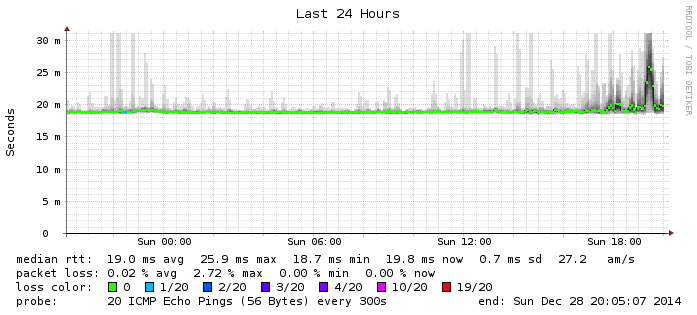 Last 24 Hours
RRDTOOL / TOBI OETIKER
Seconds
30 m
25 m
20 m
15 m
10 m
5 m
0
Sun 00:00 Sun 06:00 Sun 12:00 Sun 18:00
median rtt: 19.0 ms avg 25.9 ms max 18.7 ms min 19.8 ms now 0.7 ms sd 27.2 am/s
packet loss: 0.02 % avg 2.72 % max 0.00 % min 0.00 % now
loss color: 0 1/20 2/20 3/20 4/20 10/20 19/20
probe: 20 ICMP Echo Pings (56 Bytes) every 300s end: Sun Dec 28 20:05:07 2014